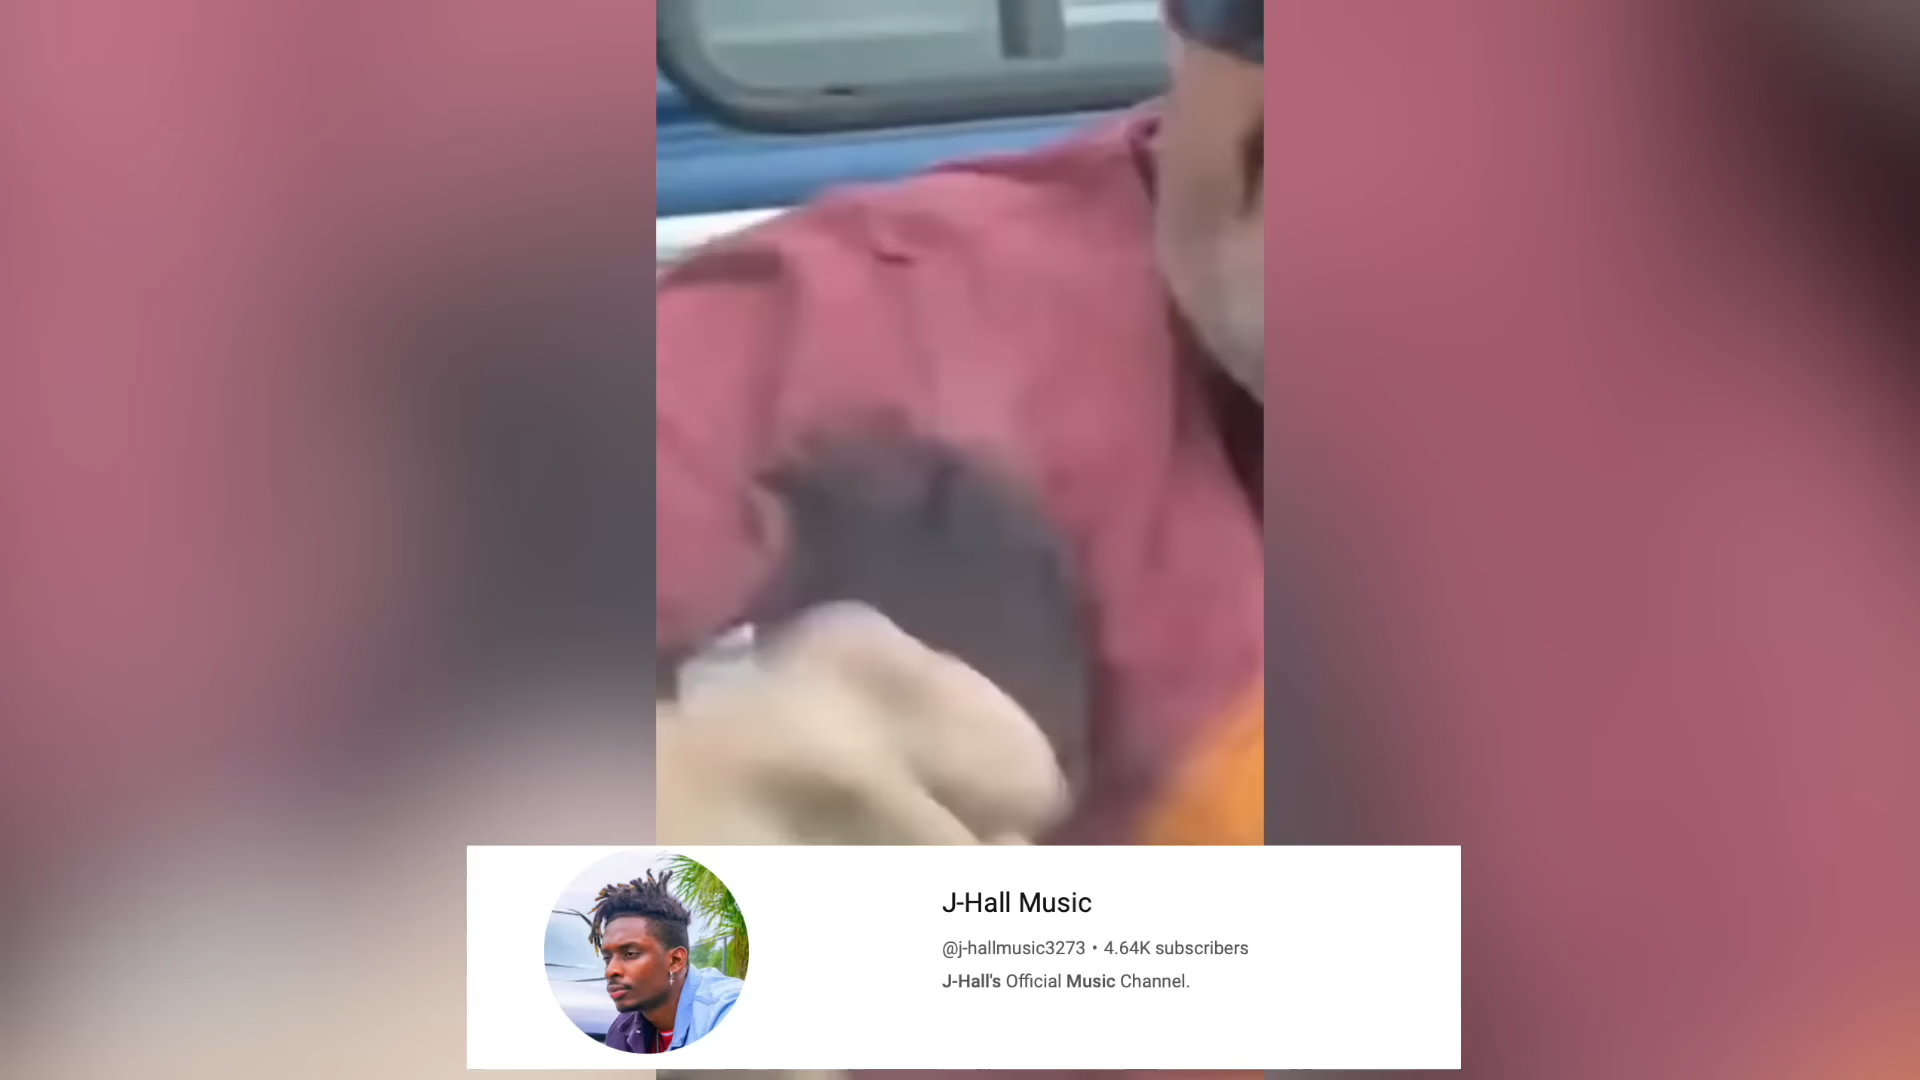 J-Hall Music
@j-hallmusic3273 • 4.64K subscribers
J-Hall's Official Music Channel.